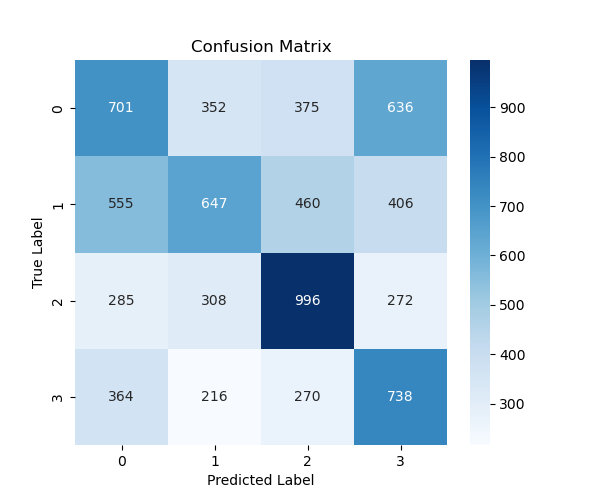 Confusion Matrix
0 701 352 375 636
1 555 647 460 406
2 285 308 996 272
3 364 216 270 738
0 1 2 3
Predicted Label
True Label
900
800
700
600
500
400
300